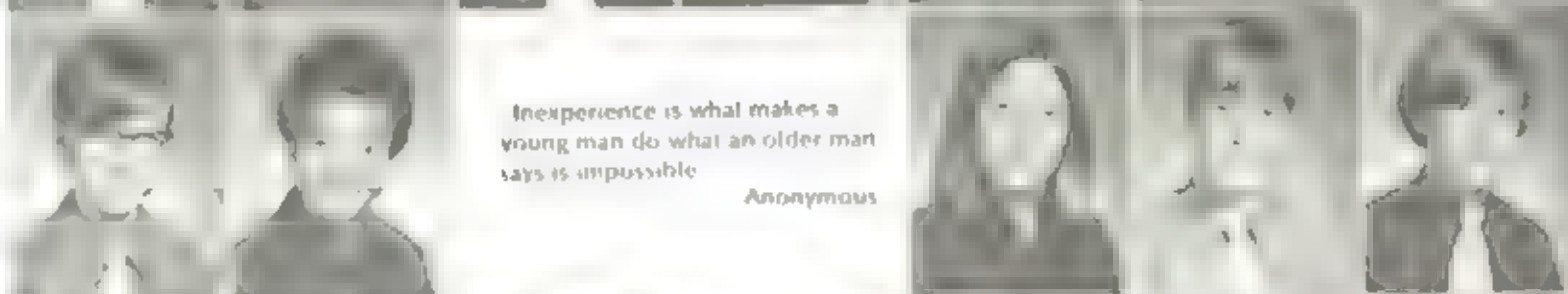 Inexperience is what makes a
young man do what an older man
says is impossible
Anonymous